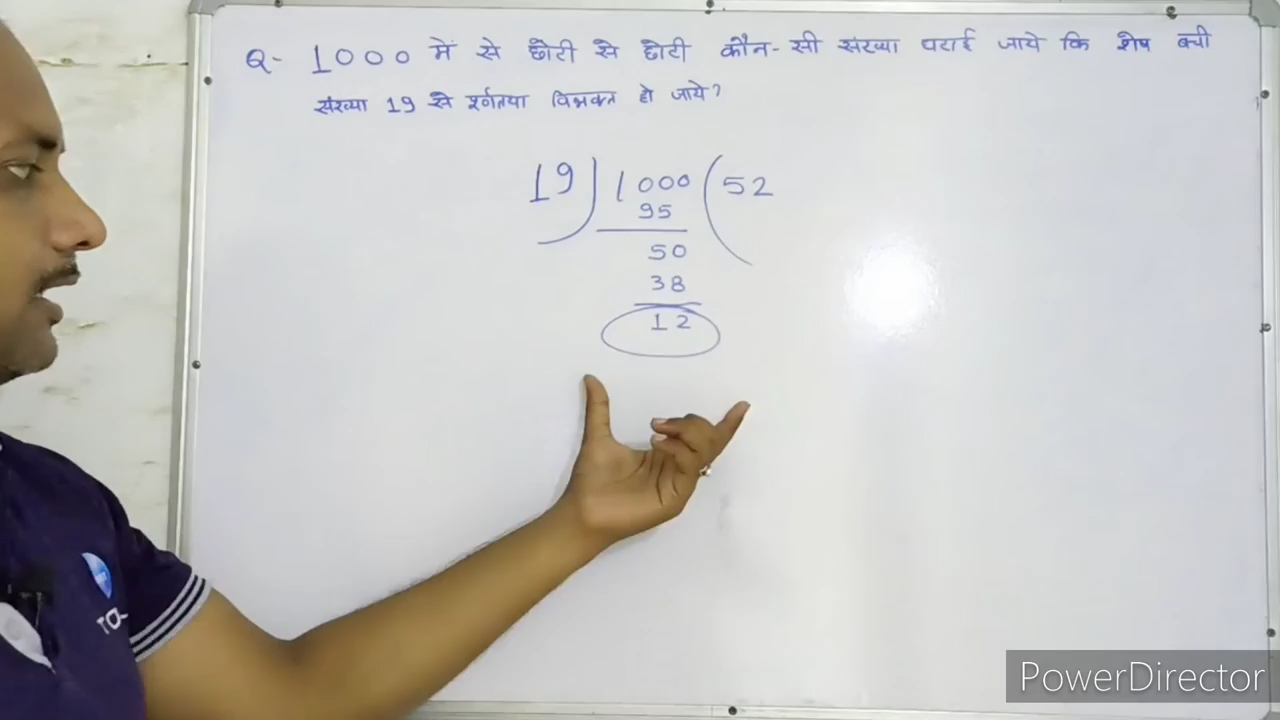 Q- 1000 में से छोटी से छोटी कौन-सी संख्या घटाई जाये कि शेष बची
संख्या 19 से पूर्णतया विभक्त हो जाये?
19) 1000 (52
95
50
38
12
PowerDirector